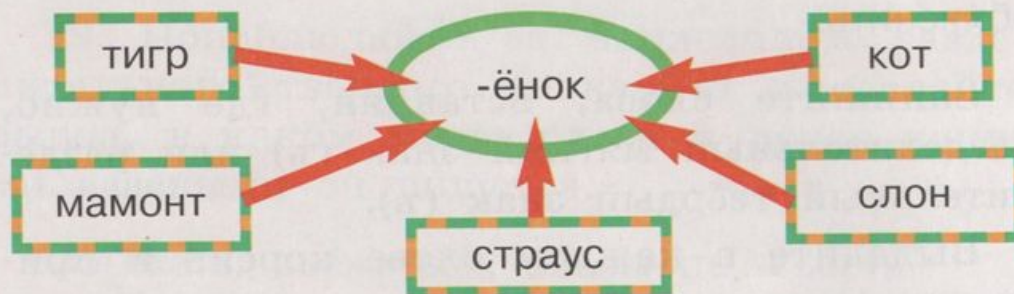 тигр
-ёнок
кот
мамонт
слон
страус